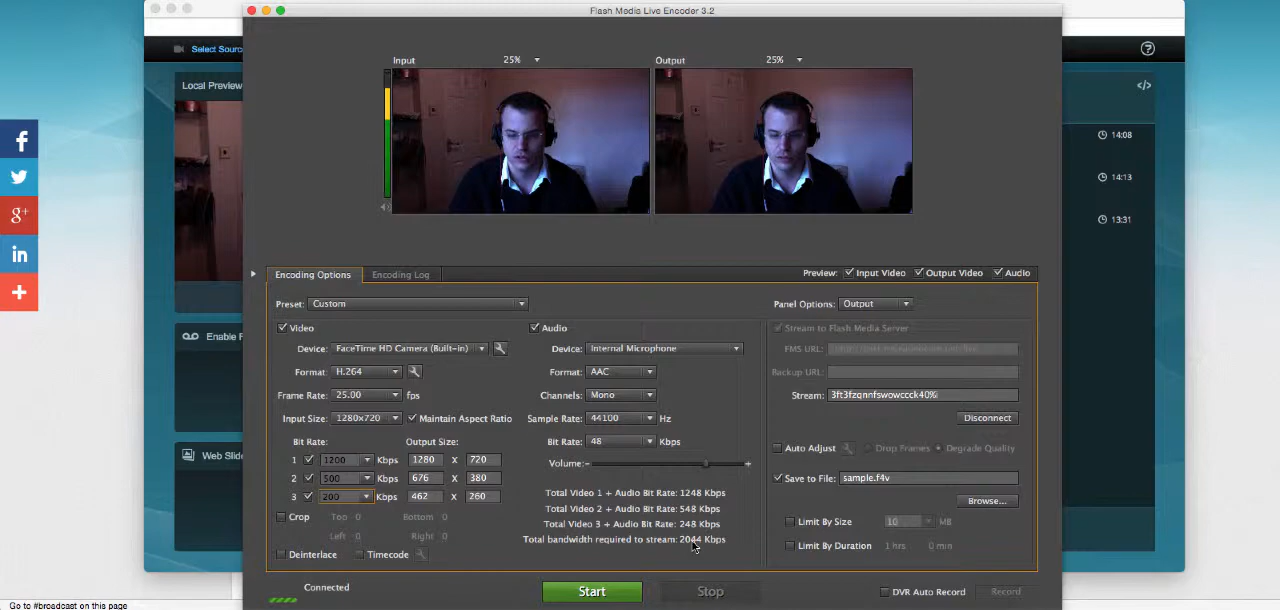 Flash Media Live Encoder 3.2
Select Sourc
?
Input 25% Output 25%
Local Preview
</>
14:08
14:13
13:31
f
g+
in
+
Encoding Options Encoding Log Preview: Input Video Output Video Audio
Preset: Custom Panel Options: Output
Video Audio Stream to Flash Media Server
Device: FaceTime HD Camera (Built-in) Device: Internal Microphone FMS URL:
Format: H.264 Format: AAC Backup URL:
Frame Rate: 25.00 fps Channels: Mono Stream: 3ft3fzqnnfswowccck40%
Input Size: 1280x720 Maintain Aspect Ratio Sample Rate: 44100 Hz Disconnect
Bit Rate: Output Size: Bit Rate: 48 Kbps Auto Adjust Drop Frames Degrade Quality
1 1200 Kbps 1280 X 720 Volume: - +
2 500 Kbps 676 X 380 Save to File: sample.f4v
3 200 Kbps 462 X 260 Total Video 1 + Audio Bit Rate: 1248 Kbps Browse...
Total Video 2 + Audio Bit Rate: 548 Kbps
Crop Top 0 Bottom 0 Total Video 3 + Audio Bit Rate: 248 Kbps Limit By Size 10 MB
Left 0 Right 0 Total bandwidth required to stream: 2044 Kbps Limit By Duration 1 hrs 0 min
Deinterlace Timecode
Enable F
Web Slide
Connected Start Stop DVR Auto Record Record
Go to #broadcast on this page